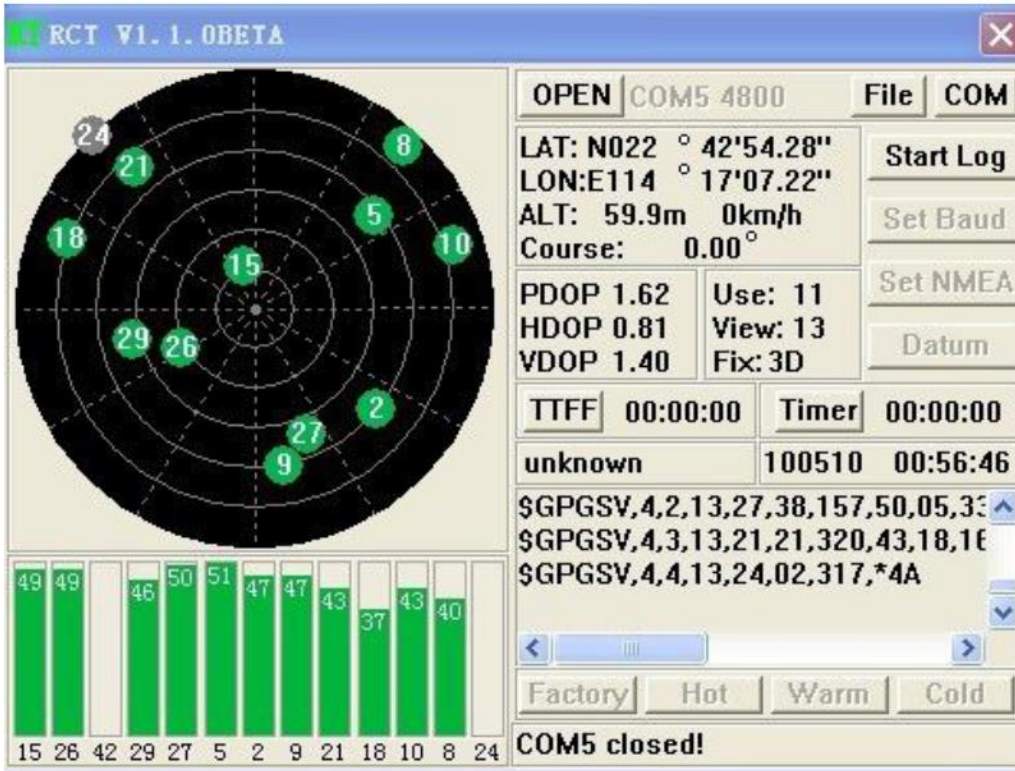 RCT V1.1.0BETA
24
21
8
5
18
10
15
29
26
2
27
9
OPEN COM5 4800 File COM
LAT: N022 ° 42'54.28"
LON:E114 ° 17'07.22"
ALT: 59.9m 0km/h
Course: 0.00°
Start Log
Set Baud
Set NMEA
Datum
PDOP 1.62
HDOP 0.81
VDOP 1.40
Use: 11
View: 13
Fix: 3D
TTFF 00:00:00 Timer 00:00:00
unknown 100510 00:56:46
$GPGSV,4,2,13,27,38,157,50,05,33
$GPGSV,4,3,13,21,21,320,43,18,16
$GPGSV,4,4,13,24,02,317,*4A
Factory Hot Warm Cold
COM5 closed!
49 49 46 50 51 47 47 43 37 43 40
15 26 42 29 27 5 2 9 21 18 10 8 24